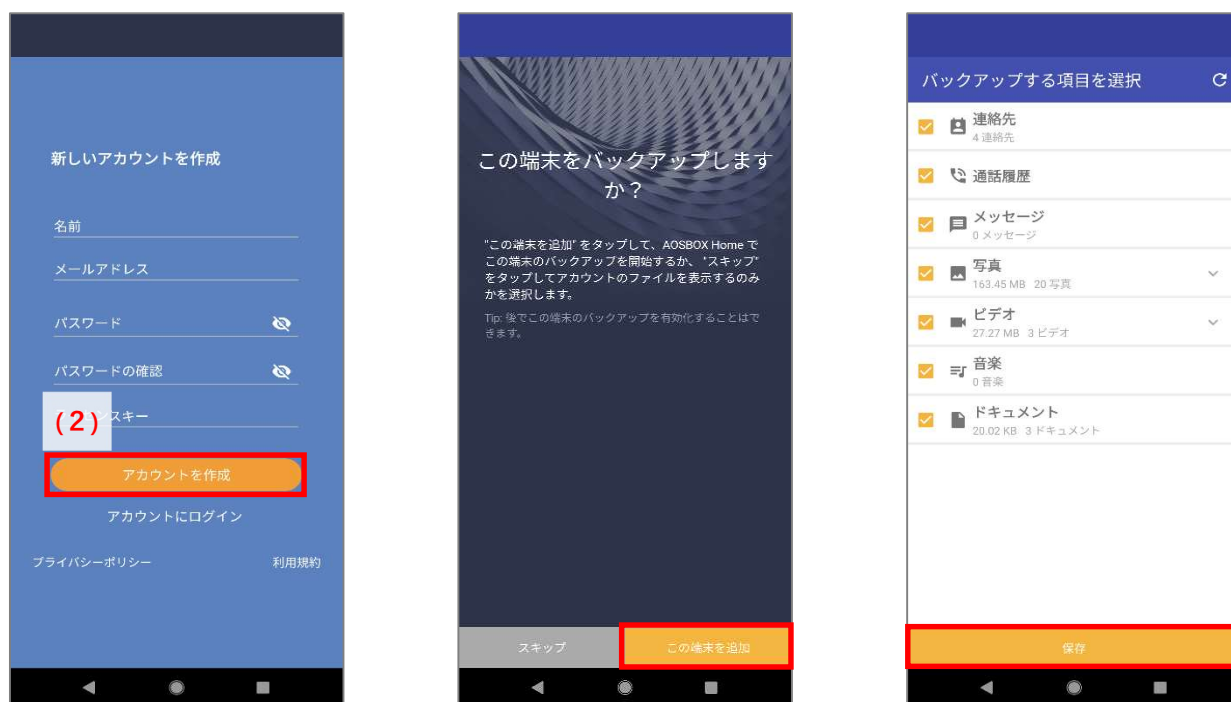 新しいアカウントを作成
名前
メールアドレス
パスワード
パスワードの確認
(2)
スキー
アカウントを作成
アカウントにログイン
プライバシーポリシー
利用規約
この端末をバックアップします
か？
"この端末を追加" をタップして、AOSBOX Home で
この端末のバックアップを開始するか、"スキップ"
をタップしてアカウントのファイルを表示するのみ
かを選択します。
Tip: 後でこの端末のバックアップを有効化することはで
きます。
スキップ
この端末を追加
バックアップする項目を選択
連絡先
4 連絡先
通話履歴
メッセージ
0 メッセージ
写真
163.45 MB 20 写真
ビデオ
27.27 MB 3 ビデオ
音楽
0 音楽
ドキュメント
20.02 KB 3 ドキュメント
保存